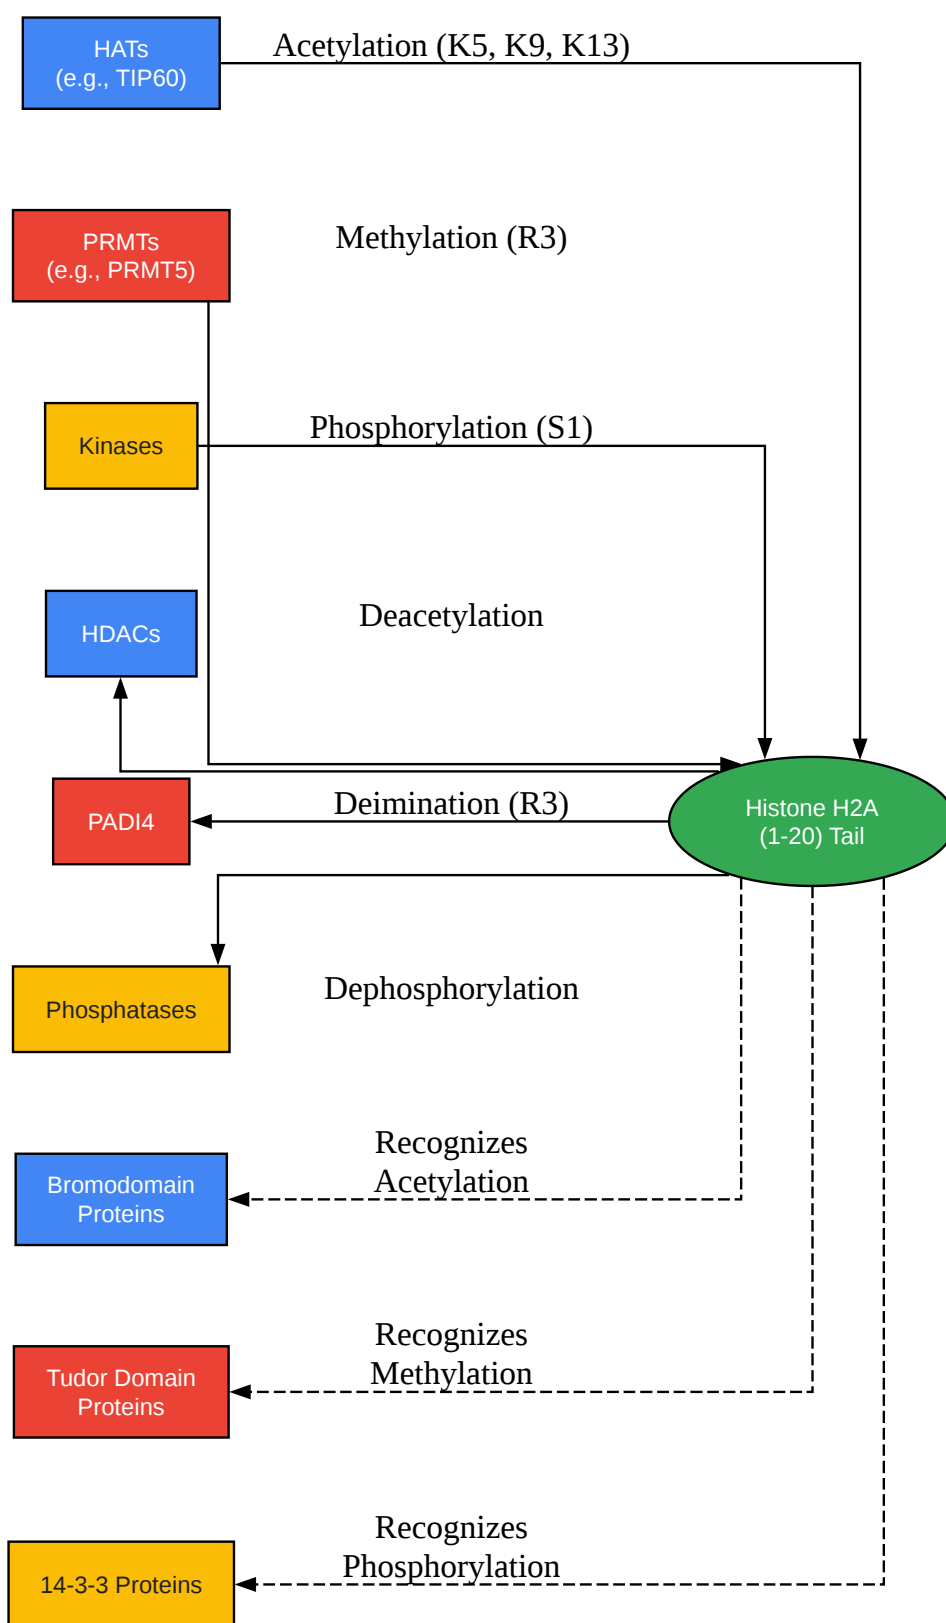 HATs
(e.g., TIP60)
Acetylation (K5, K9, K13)
PRMTs
(e.g., PRMT5)
Methylation (R3)
Kinases
Phosphorylation (S1)
HDACs
Deacetylation
PADI4
Deimination (R3)
Histone H2A
(1-20) Tail
Phosphatases
Dephosphorylation
Bromodomain
Proteins
Recognizes
Acetylation
Tudor Domain
Proteins
Recognizes
Methylation
14-3-3 Proteins
Recognizes
Phosphorylation